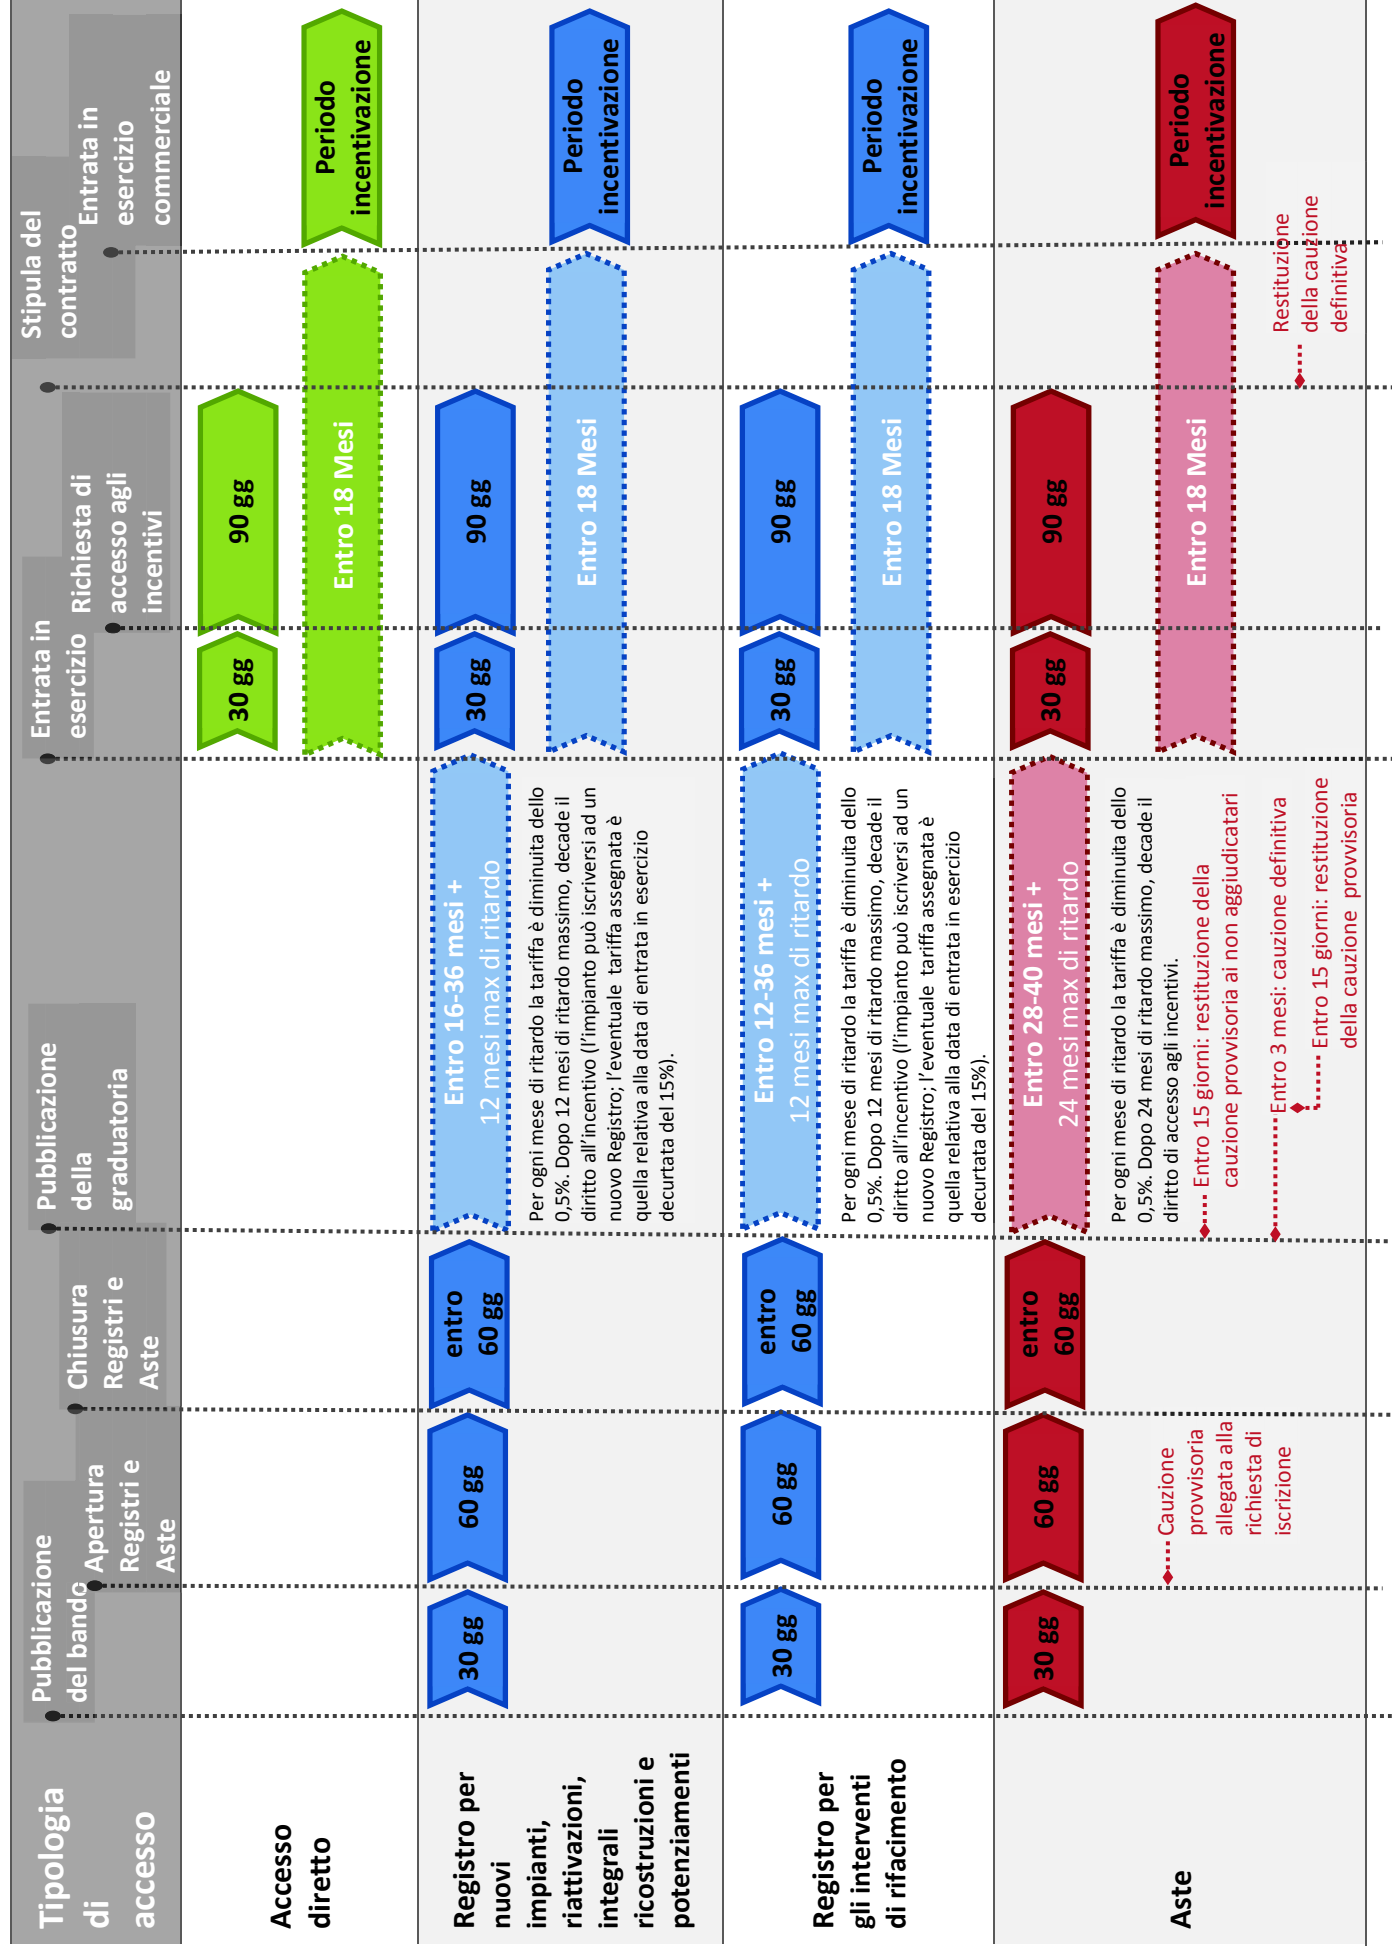 Tipologia
di
accesso
Pubblicazione
del bando
Apertura
Registri e
Aste
Chiusura
Registri e
Aste
Pubblicazione
della
graduatoria
Entrata in
esercizio
Richiesta di
accesso agli
incentivi
Stipula del
contratto
Entrata in
esercizio
commerciale
Accesso
diretto
30 gg
90 gg
Entro 18 Mesi
Periodo
incentivazione
Registro per
nuovi
impianti,
riattivazioni,
integrali
ricostruzioni e
potenziamenti
30 gg
60 gg
entro
60 gg
Entro 16-36 mesi +
12 mesi max di ritardo
30 gg
90 gg
Per ogni mese di ritardo la tariffa è diminuita dello
0,5%. Dopo 12 mesi di ritardo massimo, decade il
diritto all’incentivo (l’impianto può iscriversi ad un
nuovo Registro; l’eventuale tariffa assegnata è
quella relativa alla data di entrata in esercizio
decurtata del 15%).
Entro 18 Mesi
Periodo
incentivazione
Registro per
gli interventi
di rifacimento
30 gg
60 gg
entro
60 gg
Entro 12-36 mesi +
12 mesi max di ritardo
30 gg
90 gg
Per ogni mese di ritardo la tariffa è diminuita dello
0,5%. Dopo 12 mesi di ritardo massimo, decade il
diritto all’incentivo (l’impianto può iscriversi ad un
nuovo Registro; l’eventuale tariffa assegnata è
quella relativa alla data di entrata in esercizio
decurtata del 15%).
Entro 18 Mesi
Periodo
incentivazione
Aste
30 gg
60 gg
entro
60 gg
Entro 28-40 mesi +
24 mesi max di ritardo
30 gg
90 gg
Per ogni mese di ritardo la tariffa è diminuita dello
0,5%. Dopo 24 mesi di ritardo massimo, decade il
diritto di accesso agli incentivi.
Entro 18 Mesi
Periodo
incentivazione
Cauzione
provvisoria
allegata alla
richiesta di
iscrizione
Entro 15 giorni: restituzione della
cauzione provvisoria ai non aggiudicatari
Entro 3 mesi: cauzione definitiva
Entro 15 giorni: restituzione
della cauzione provvisoria
Restituzione
della cauzione
definitiva